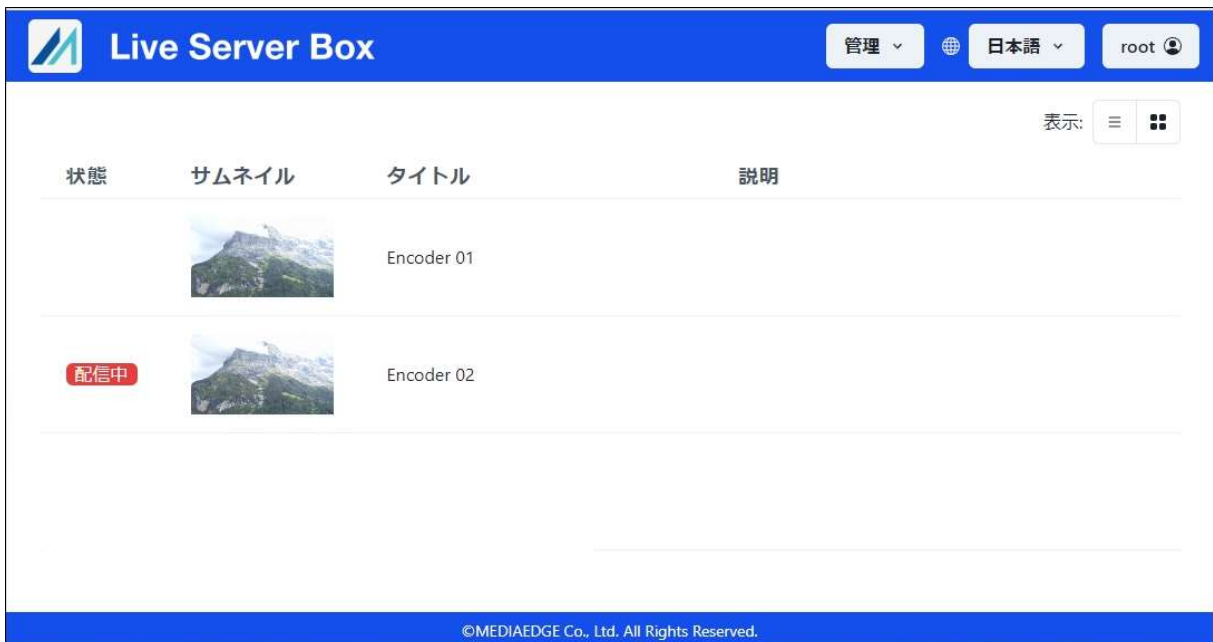 Live Server Box 管理 日本語 root
表示:
状態 サムネイル タイトル 説明
Encoder 01
配信中 Encoder 02
©MEDIAEDGE Co., Ltd. All Rights Reserved.